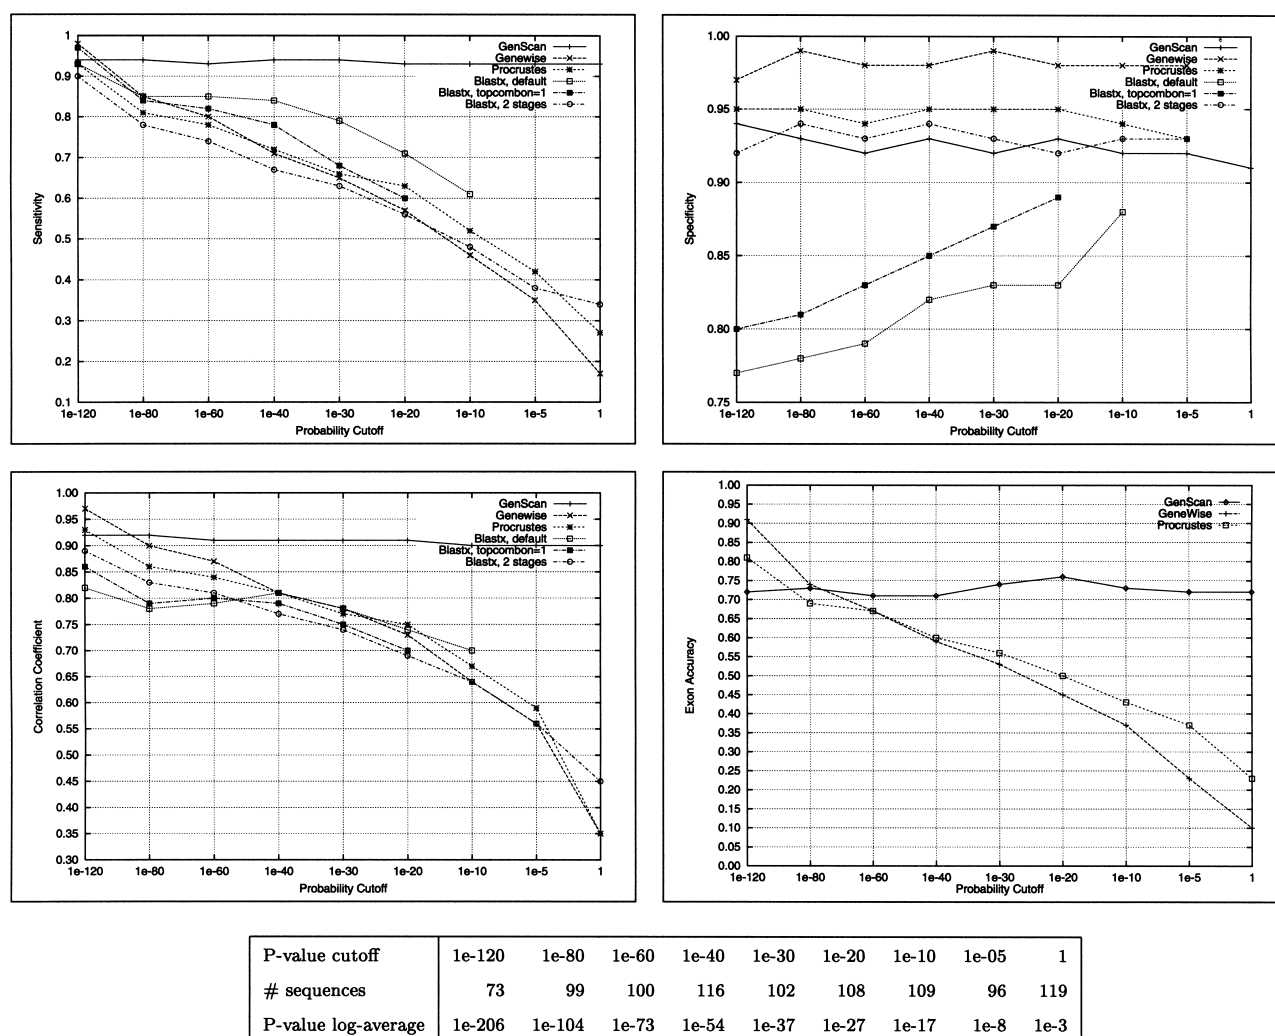 1
0.9
0.8
0.7
0.6
0.5
0.4
0.3
0.2
0.1
Sensitivity
GenScan
Genewise
Procrustes
Blastx, default
Blastx, topcombon=1
Blastx, 2 stages
1e-120 1e-80 1e-60 1e-40 1e-30 1e-20 1e-10 1e-5 1
Probability Cutoff
1.00
0.95
0.90
0.85
0.80
0.75
Specificity
GenScan
Genewise
Procrustes
Blastx, default
Blastx, topcombon=1
Blastx, 2 stages
1e-120 1e-80 1e-60 1e-40 1e-30 1e-20 1e-10 1e-5 1
Probability Cutoff
1.00
0.95
0.90
0.85
0.80
0.75
0.70
0.65
0.60
0.55
0.50
0.45
0.40
0.35
0.30
Correlation Coefficient
GenScan
Genewise
Procrustes
Blastx, default
Blastx, topcombon=1
Blastx, 2 stages
1e-120 1e-80 1e-60 1e-40 1e-30 1e-20 1e-10 1e-5 1
Probability Cutoff
1.00
0.95
0.90
0.85
0.80
0.75
0.70
0.65
0.60
0.55
0.50
0.45
0.40
0.35
0.30
0.25
0.20
0.15
0.10
0.05
0.00
Exon Accuracy
GenScan
GeneWise
Procrustes
1e-120 1e-80 1e-60 1e-40 1e-30 1e-20 1e-10 1e-5 1
Probability Cutoff
P-value cutoff 1e-120 1e-80 1e-60 1e-40 1e-30 1e-20 1e-10 1e-05 1
# sequences 73 99 100 116 102 108 109 96 119
P-value log-average 1e-206 1e-104 1e-73 1e-54 1e-37 1e-27 1e-17 1e-8 1e-3